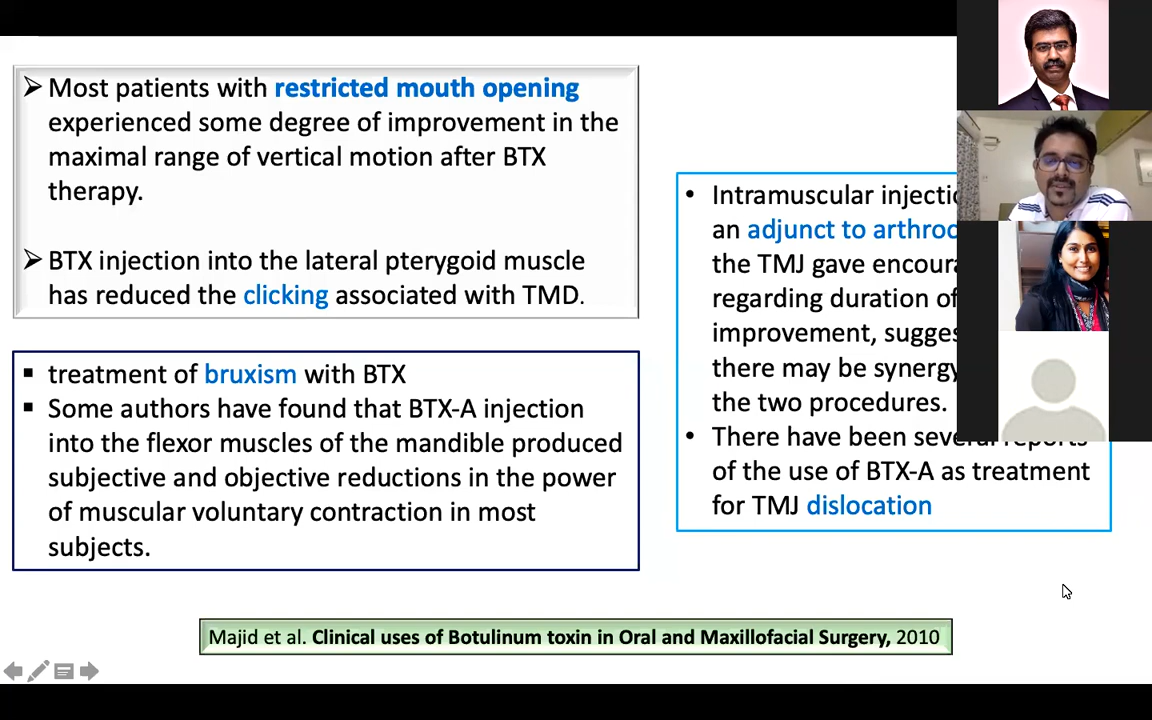 Most patients with restricted mouth opening
experienced some degree of improvement in the
maximal range of vertical motion after BTX
therapy.
BTX injection into the lateral pterygoid muscle
has reduced the clicking associated with TMD.
treatment of bruxism with BTX
Some authors have found that BTX-A injection
into the flexor muscles of the mandible produced
subjective and objective reductions in the power
of muscular voluntary contraction in most
subjects.
Intramuscular
an adjunct to
the TMJ gave
regarding duration of
improvement,
there may be synergy
the two procedures.
There have been several reports
of the use of BTX-A as treatment
for TMJ dislocation
Majid et al. Clinical uses of Botulinum toxin in Oral and Maxillofacial Surgery, 2010